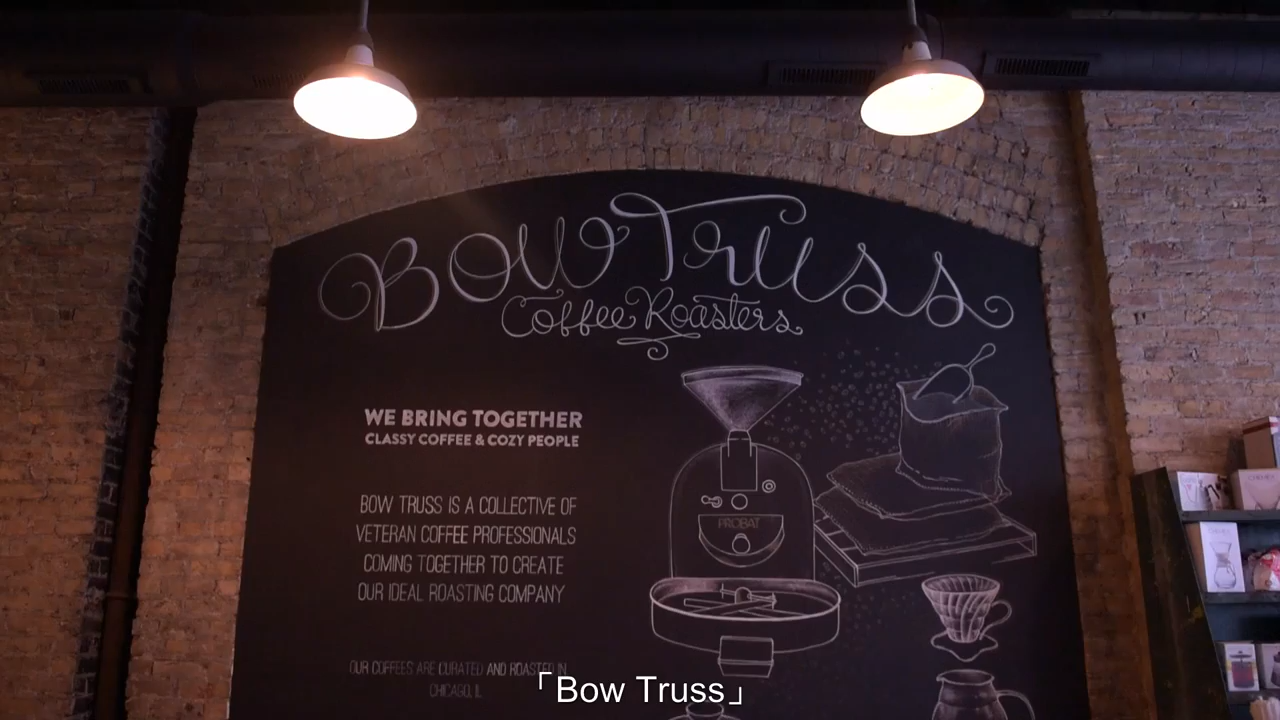 Bow Truss
Coffee Roasters
WE BRING TOGETHER
CLASSY COFFEE & COZY PEOPLE
BOW TRUSS IS A COLLECTIVE OF
VETERAN COFFEE PROFESSIONALS
COMING TOGETHER TO CREATE
OUR IDEAL ROASTING COMPANY
PROBAT
OUR COFFEES ARE CURATED AND ROASTED IN
CHICAGO, IL
「Bow Truss」